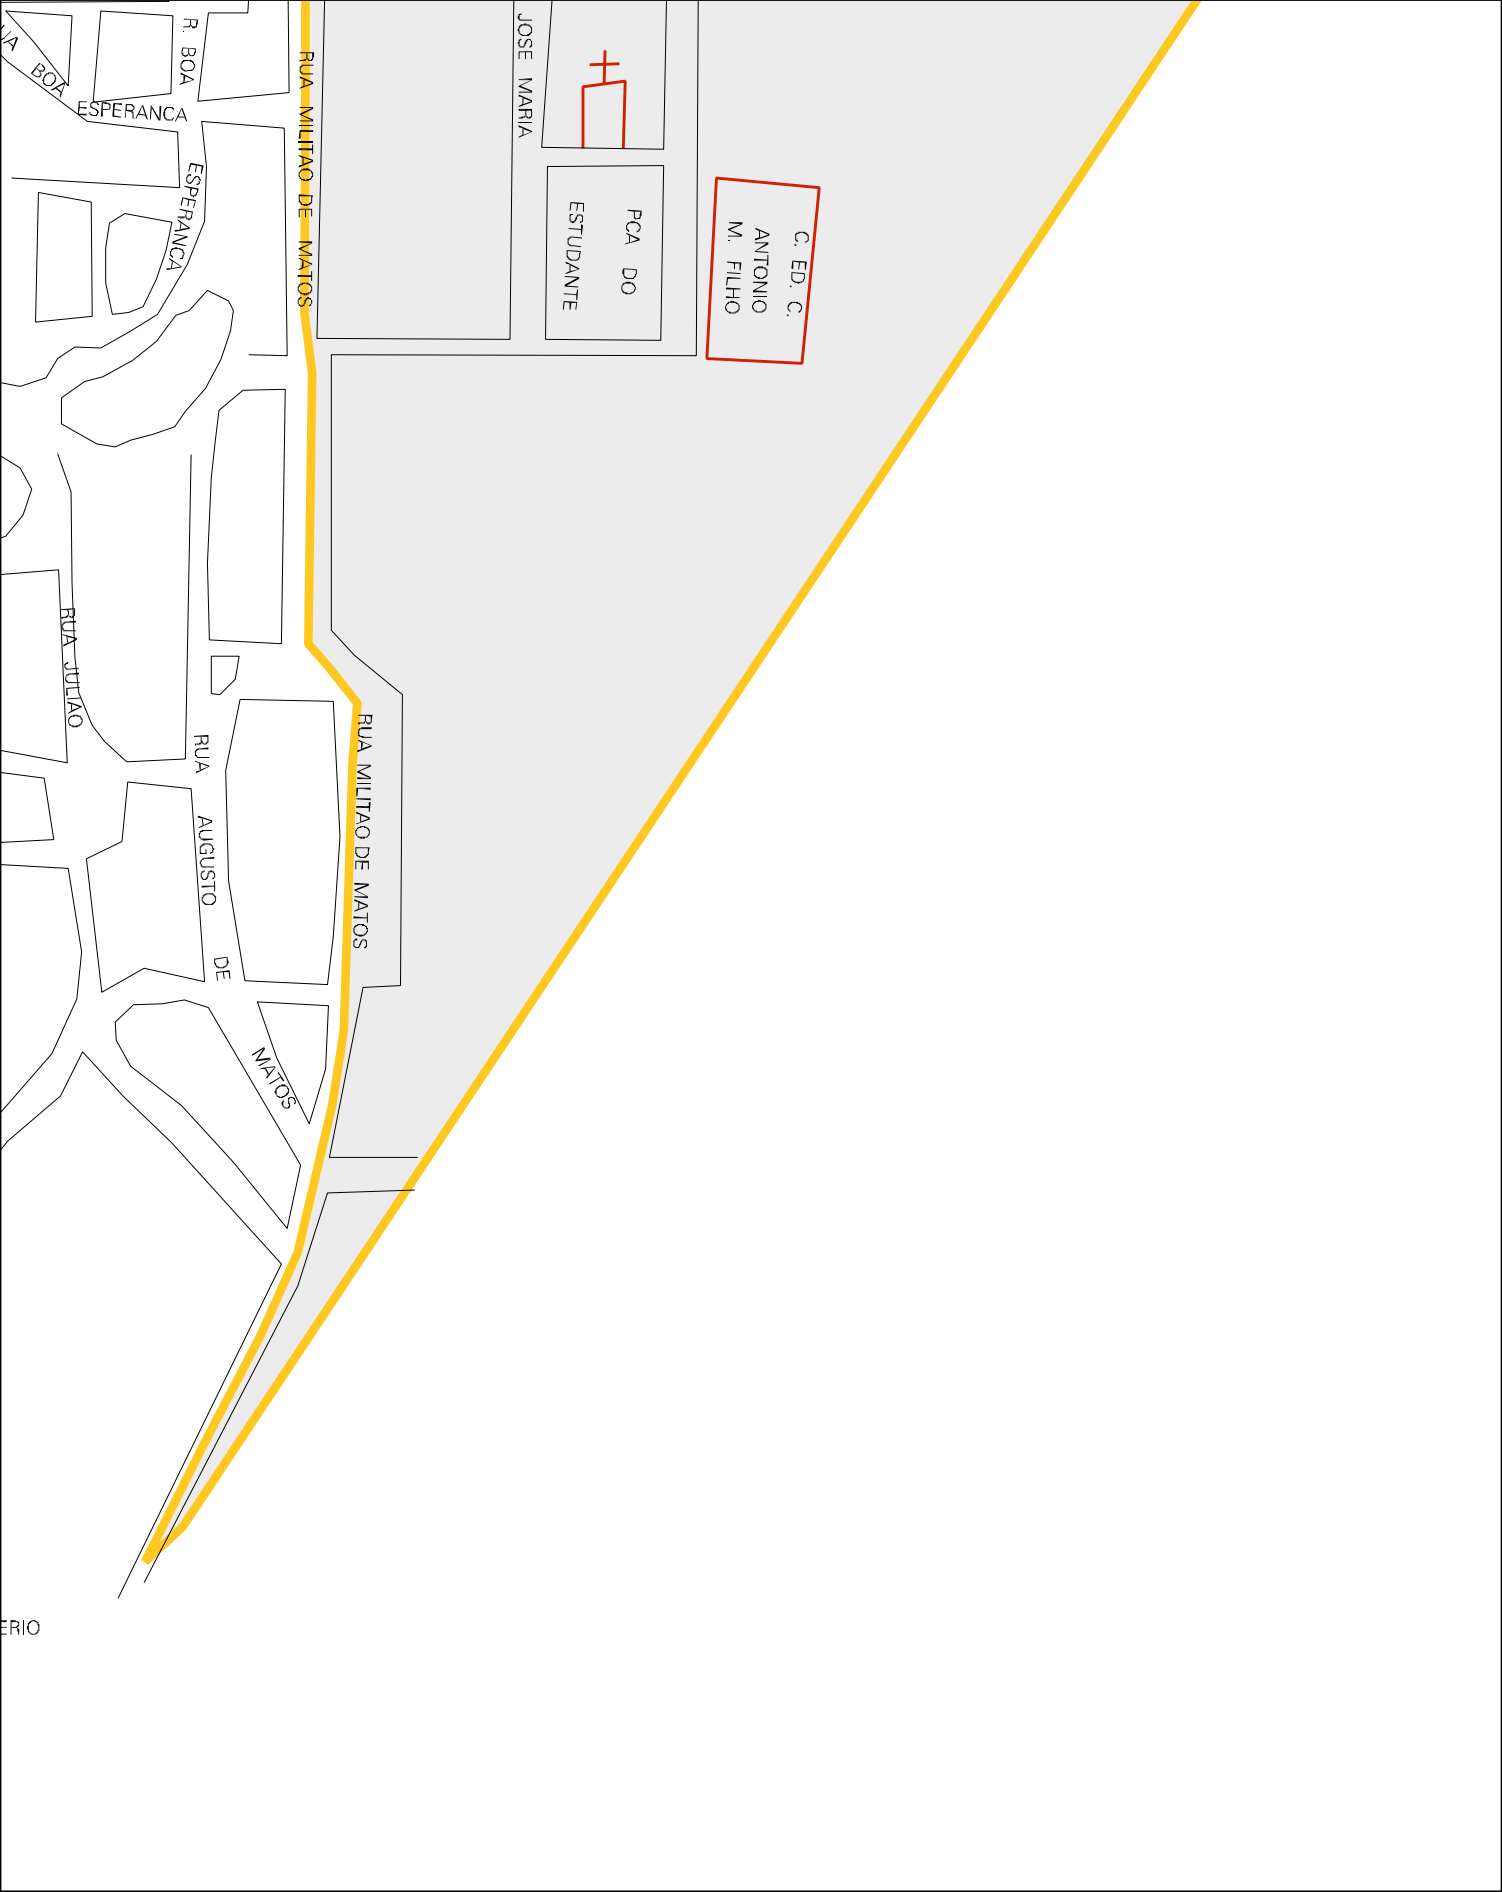 R. BOA
BOA
ESPERANCA
ESPERANCA
RUA MILITAO DE MATOS
JOSE MARIA
PCA DO
ESTUDANTE
C. ED. C.
ANTONIO
M. FILHO
RUA JULIAO
RUA MILITAO DE MATOS
RUA AUGUSTO DE MATOS